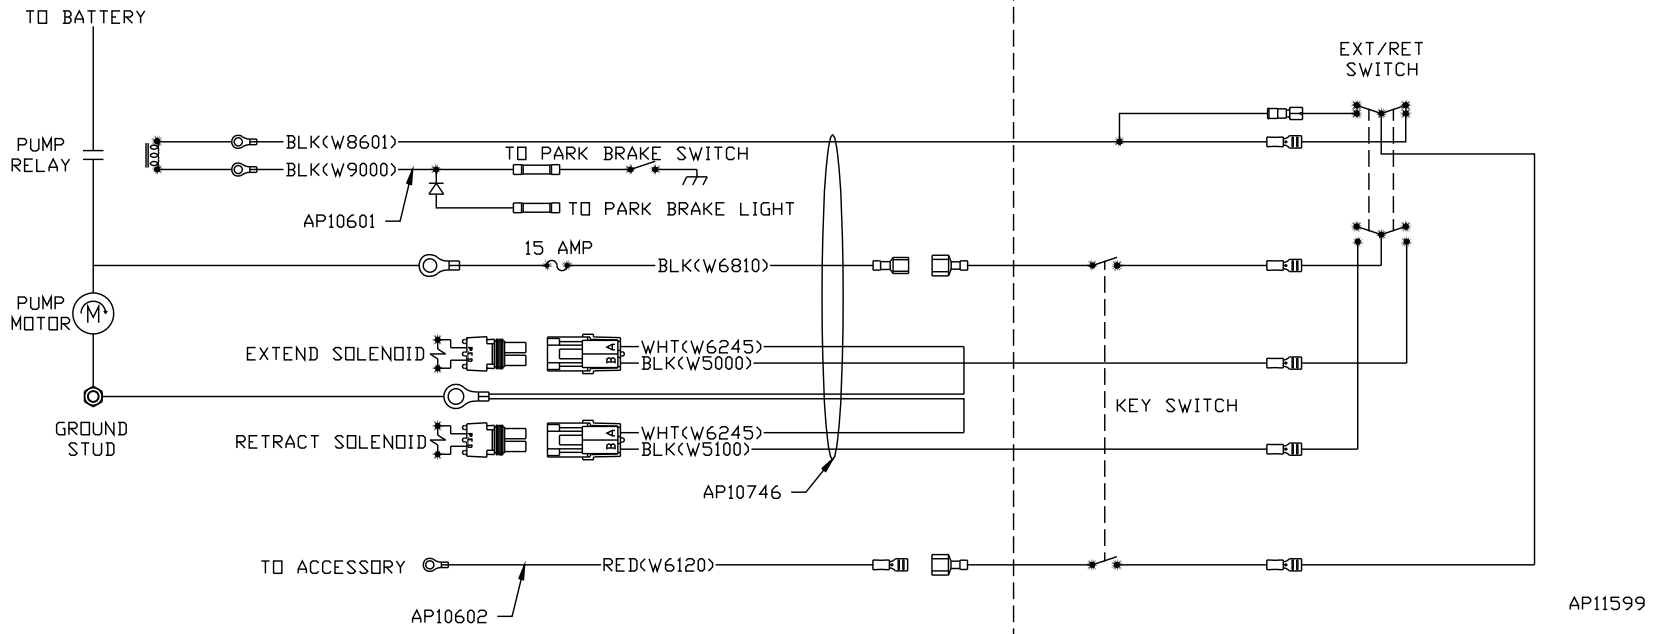 TO BATTERY
EXT/RET
SWITCH
PUMP
RELAY
BLK(W8601)
BLK(W9000)
TO PARK BRAKE SWITCH
TO PARK BRAKE LIGHT
AP10601
15 AMP
BLK(W6810)
PUMP
MOTOR
M
EXTEND SOLENOID
A
B
WHT(W6245)
BLK(W5000)
KEY SWITCH
GROUND
STUD
RETRACT SOLENOID
A
B
WHT(W6245)
BLK(W5100)
AP10746
TO ACCESSORY
RED(W6120)
AP10602
AP11599